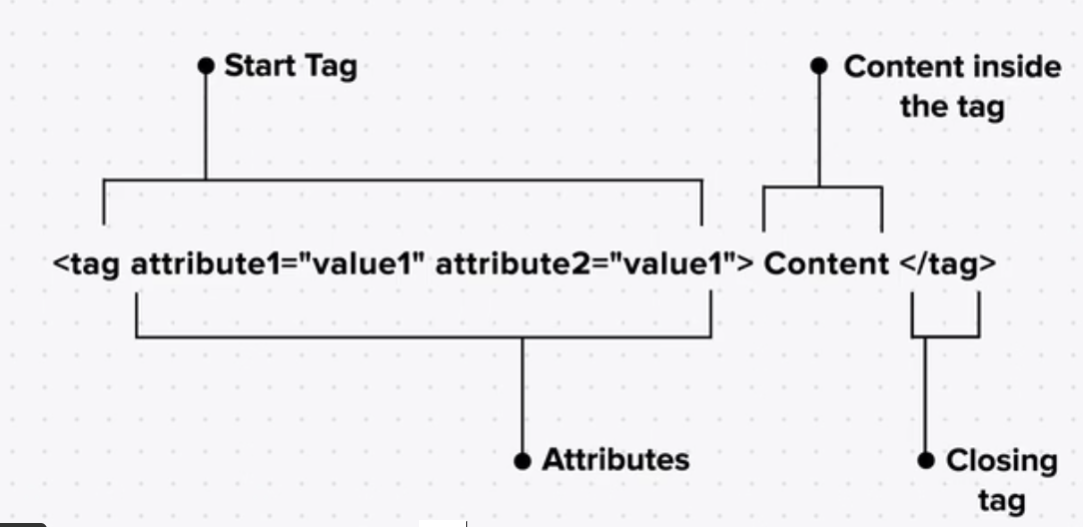 Start Tag
Content inside
the tag
<tag attribute1="value1" attribute2="value1"> Content </tag>
Attributes
Closing
tag